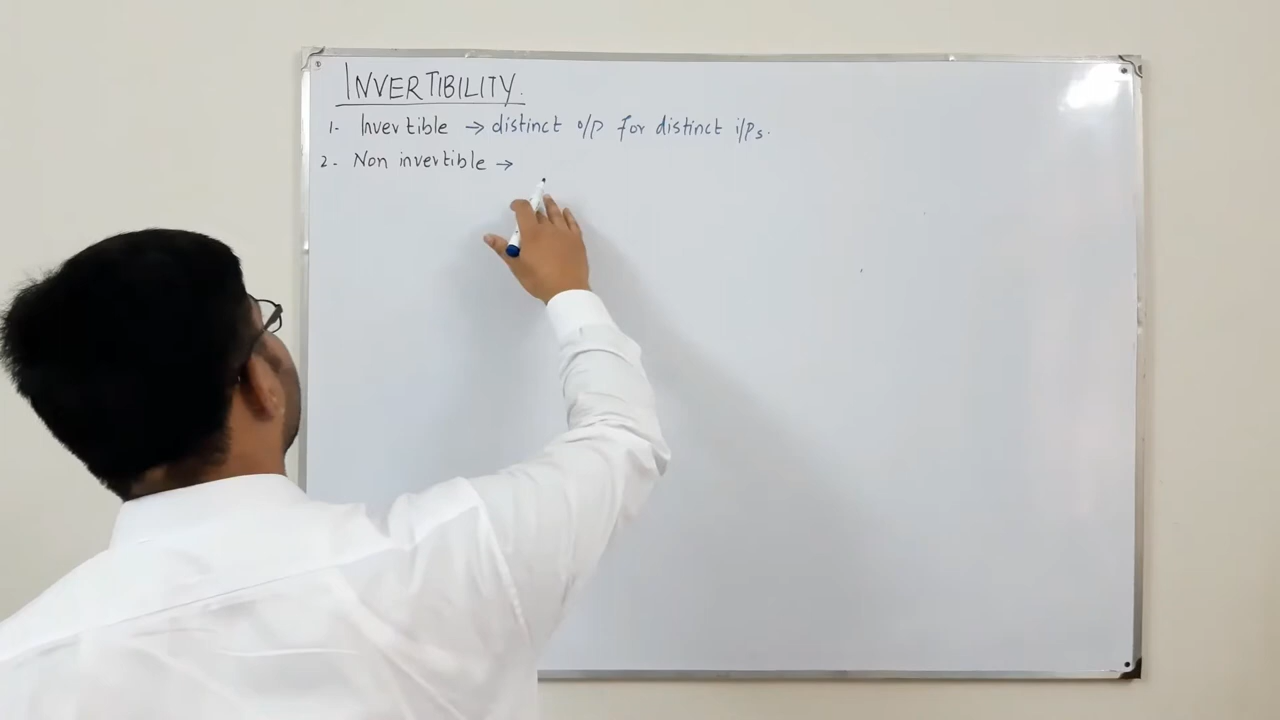 INVERTIBILITY.
1- Invertible → distinct o/p for distinct i/ps.
2- Non invertible →